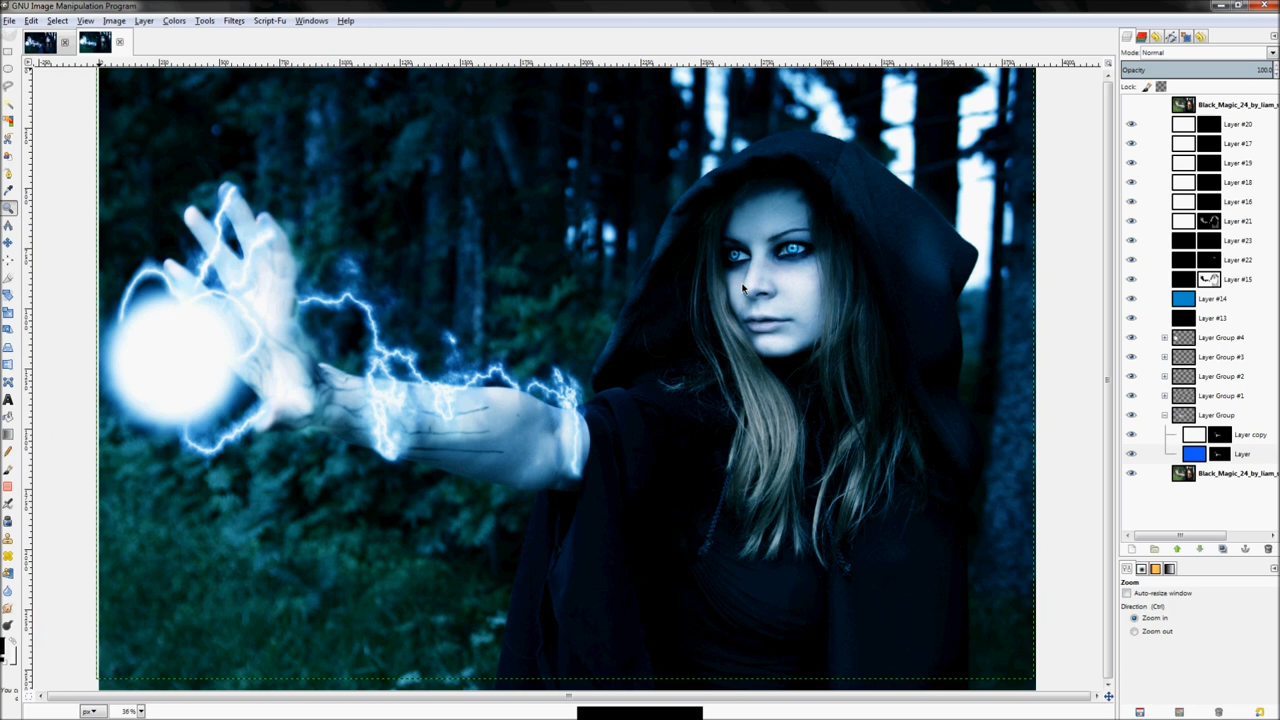 GNU Image Manipulation Program
File Edit Select View Image Layer Colors Tools Filters Script-Fu Windows Help
Mode: Normal
Opacity 100.0
Lock:
Black_Magic_24_by_liam_s
Layer #20
Layer #17
Layer #19
Layer #18
Layer #16
Layer #21
Layer #23
Layer #22
Layer #15
Layer #14
Layer #13
Layer Group #4
Layer Group #3
Layer Group #2
Layer Group #1
Layer Group
Layer copy
Layer
Black_Magic_24_by_liam_s
Zoom
Auto-resize window
Direction (Ctrl)
Zoom in
Zoom out
You c
px 36 %